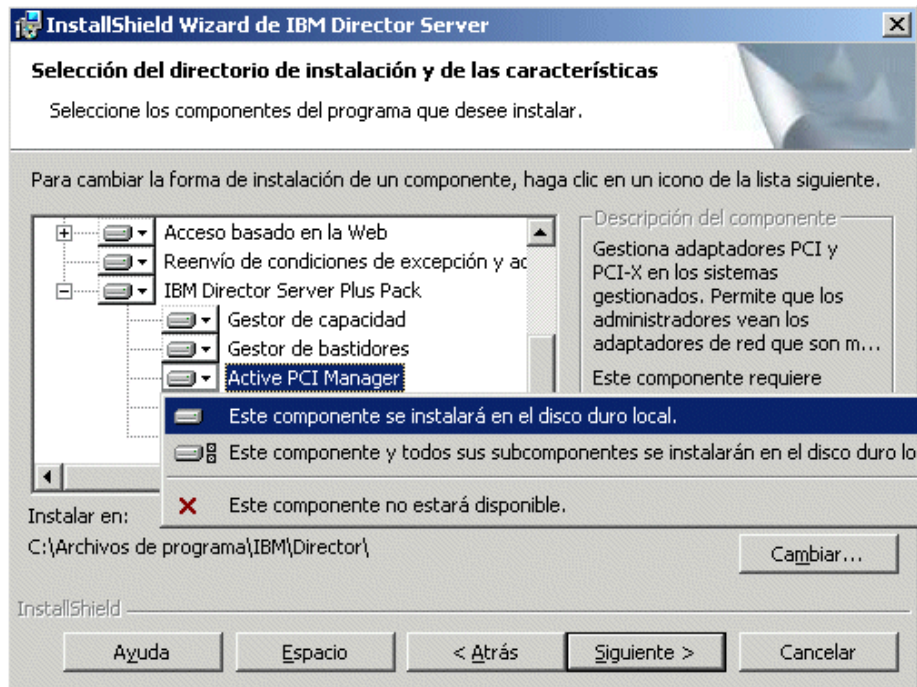 InstallShield Wizard de IBM Director Server
Selección del directorio de instalación y de las características
Seleccione los componentes del programa que desee instalar.
Para cambiar la forma de instalación de un componente, haga clic en un icono de la lista siguiente.
Acceso basado en la Web
Reenvío de condiciones de excepción y ac
IBM Director Server Plus Pack
Gestor de capacidad
Gestor de bastidores
Active PCI Manager
Descripción del componente
Gestiona adaptadores PCI y
PCI-X en los sistemas
gestionados. Permite que los
administradores vean los
adaptadores de red que son m...
Este componente requiere
Este componente se instalará en el disco duro local.
Este componente y todos sus subcomponentes se instalarán en el disco duro lo
Este componente no estará disponible.
Instalar en:
C:\Archivos de programa\IBM\Director\
Cambiar...
InstallShield
Ayuda
Espacio
< Atrás
Siguiente >
Cancelar